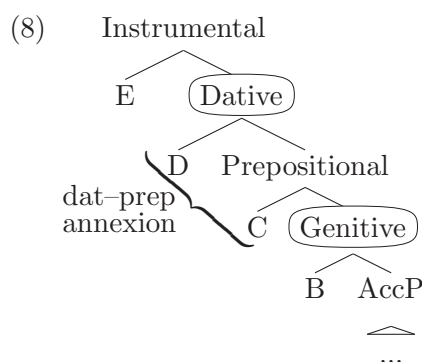 (8) Instrumental
E Dative
D Prepositional
dat–prep
annexion
C Genitive
B AccP
...